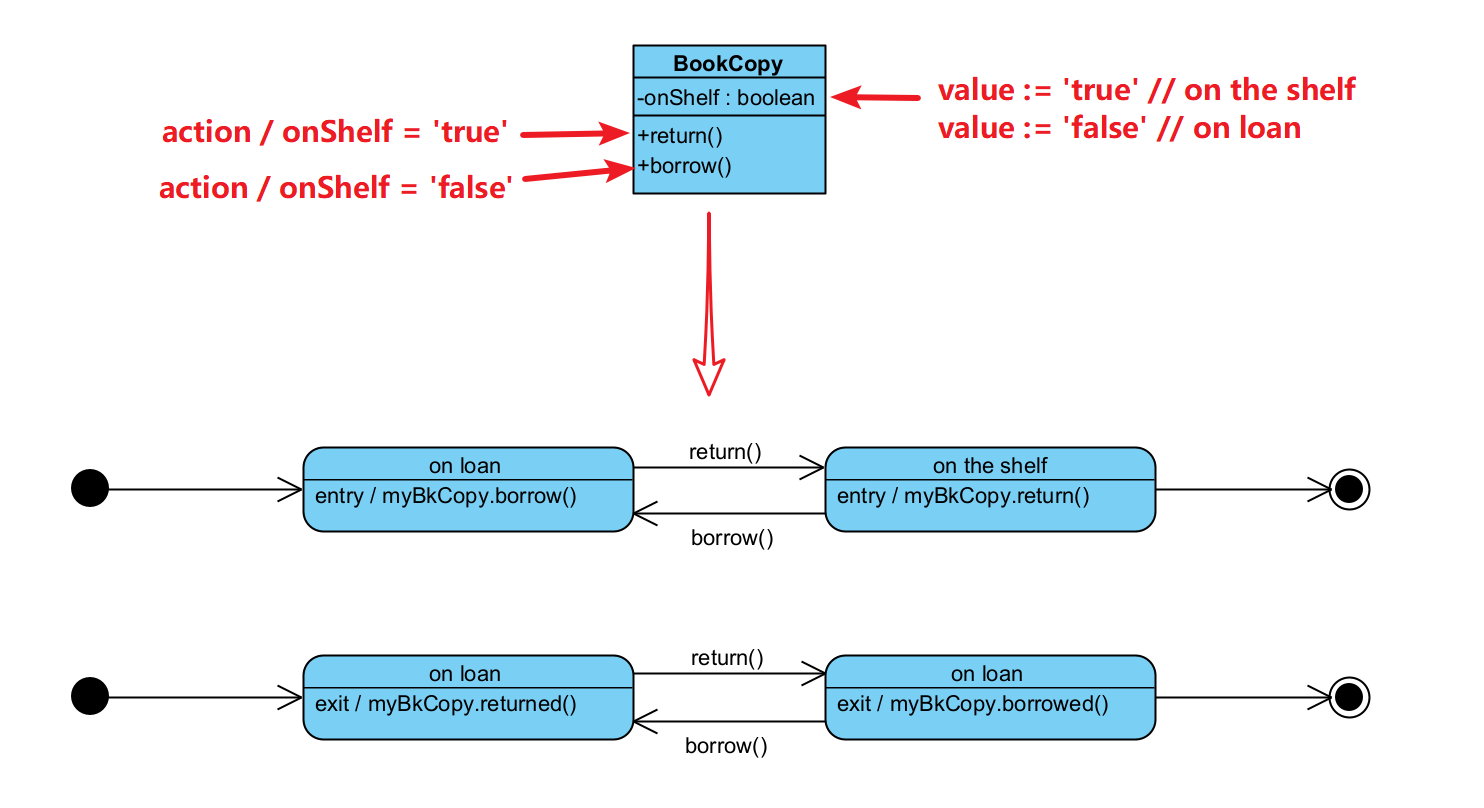 BookCopy
-onShelf : boolean
+return()
+borrow()
value := 'true' // on the shelf
value := 'false' // on loan
action / onShelf = 'true'
action / onShelf = 'false'
return()
on loan
entry / myBkCopy.borrow()
on the shelf
entry / myBkCopy.return()
borrow()
return()
on loan
exit / myBkCopy.returned()
on loan
exit / myBkCopy.borrowed()
borrow()